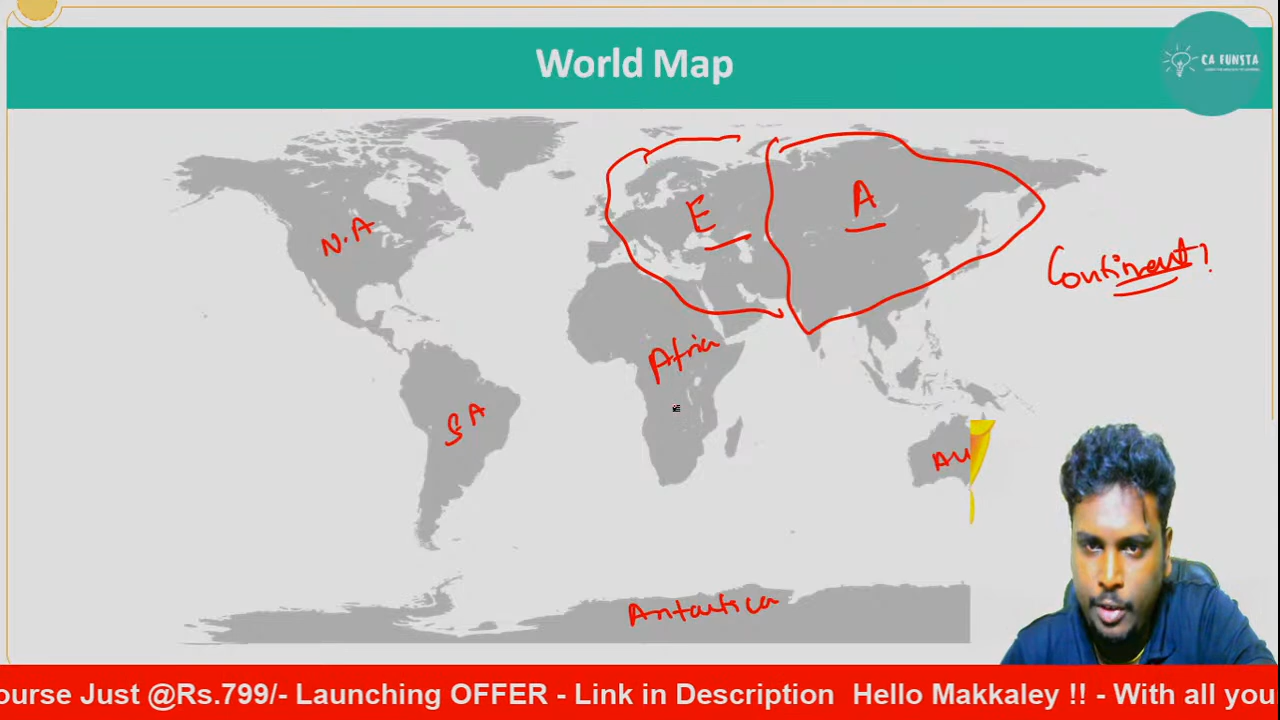 World Map
CA FUNSTA
E
A
N.A
Continent?
Africa
SA
AU
Antartica
ourse Just @Rs.799/- Launching OFFER - Link in Description Hello Makkaley !! - With all you